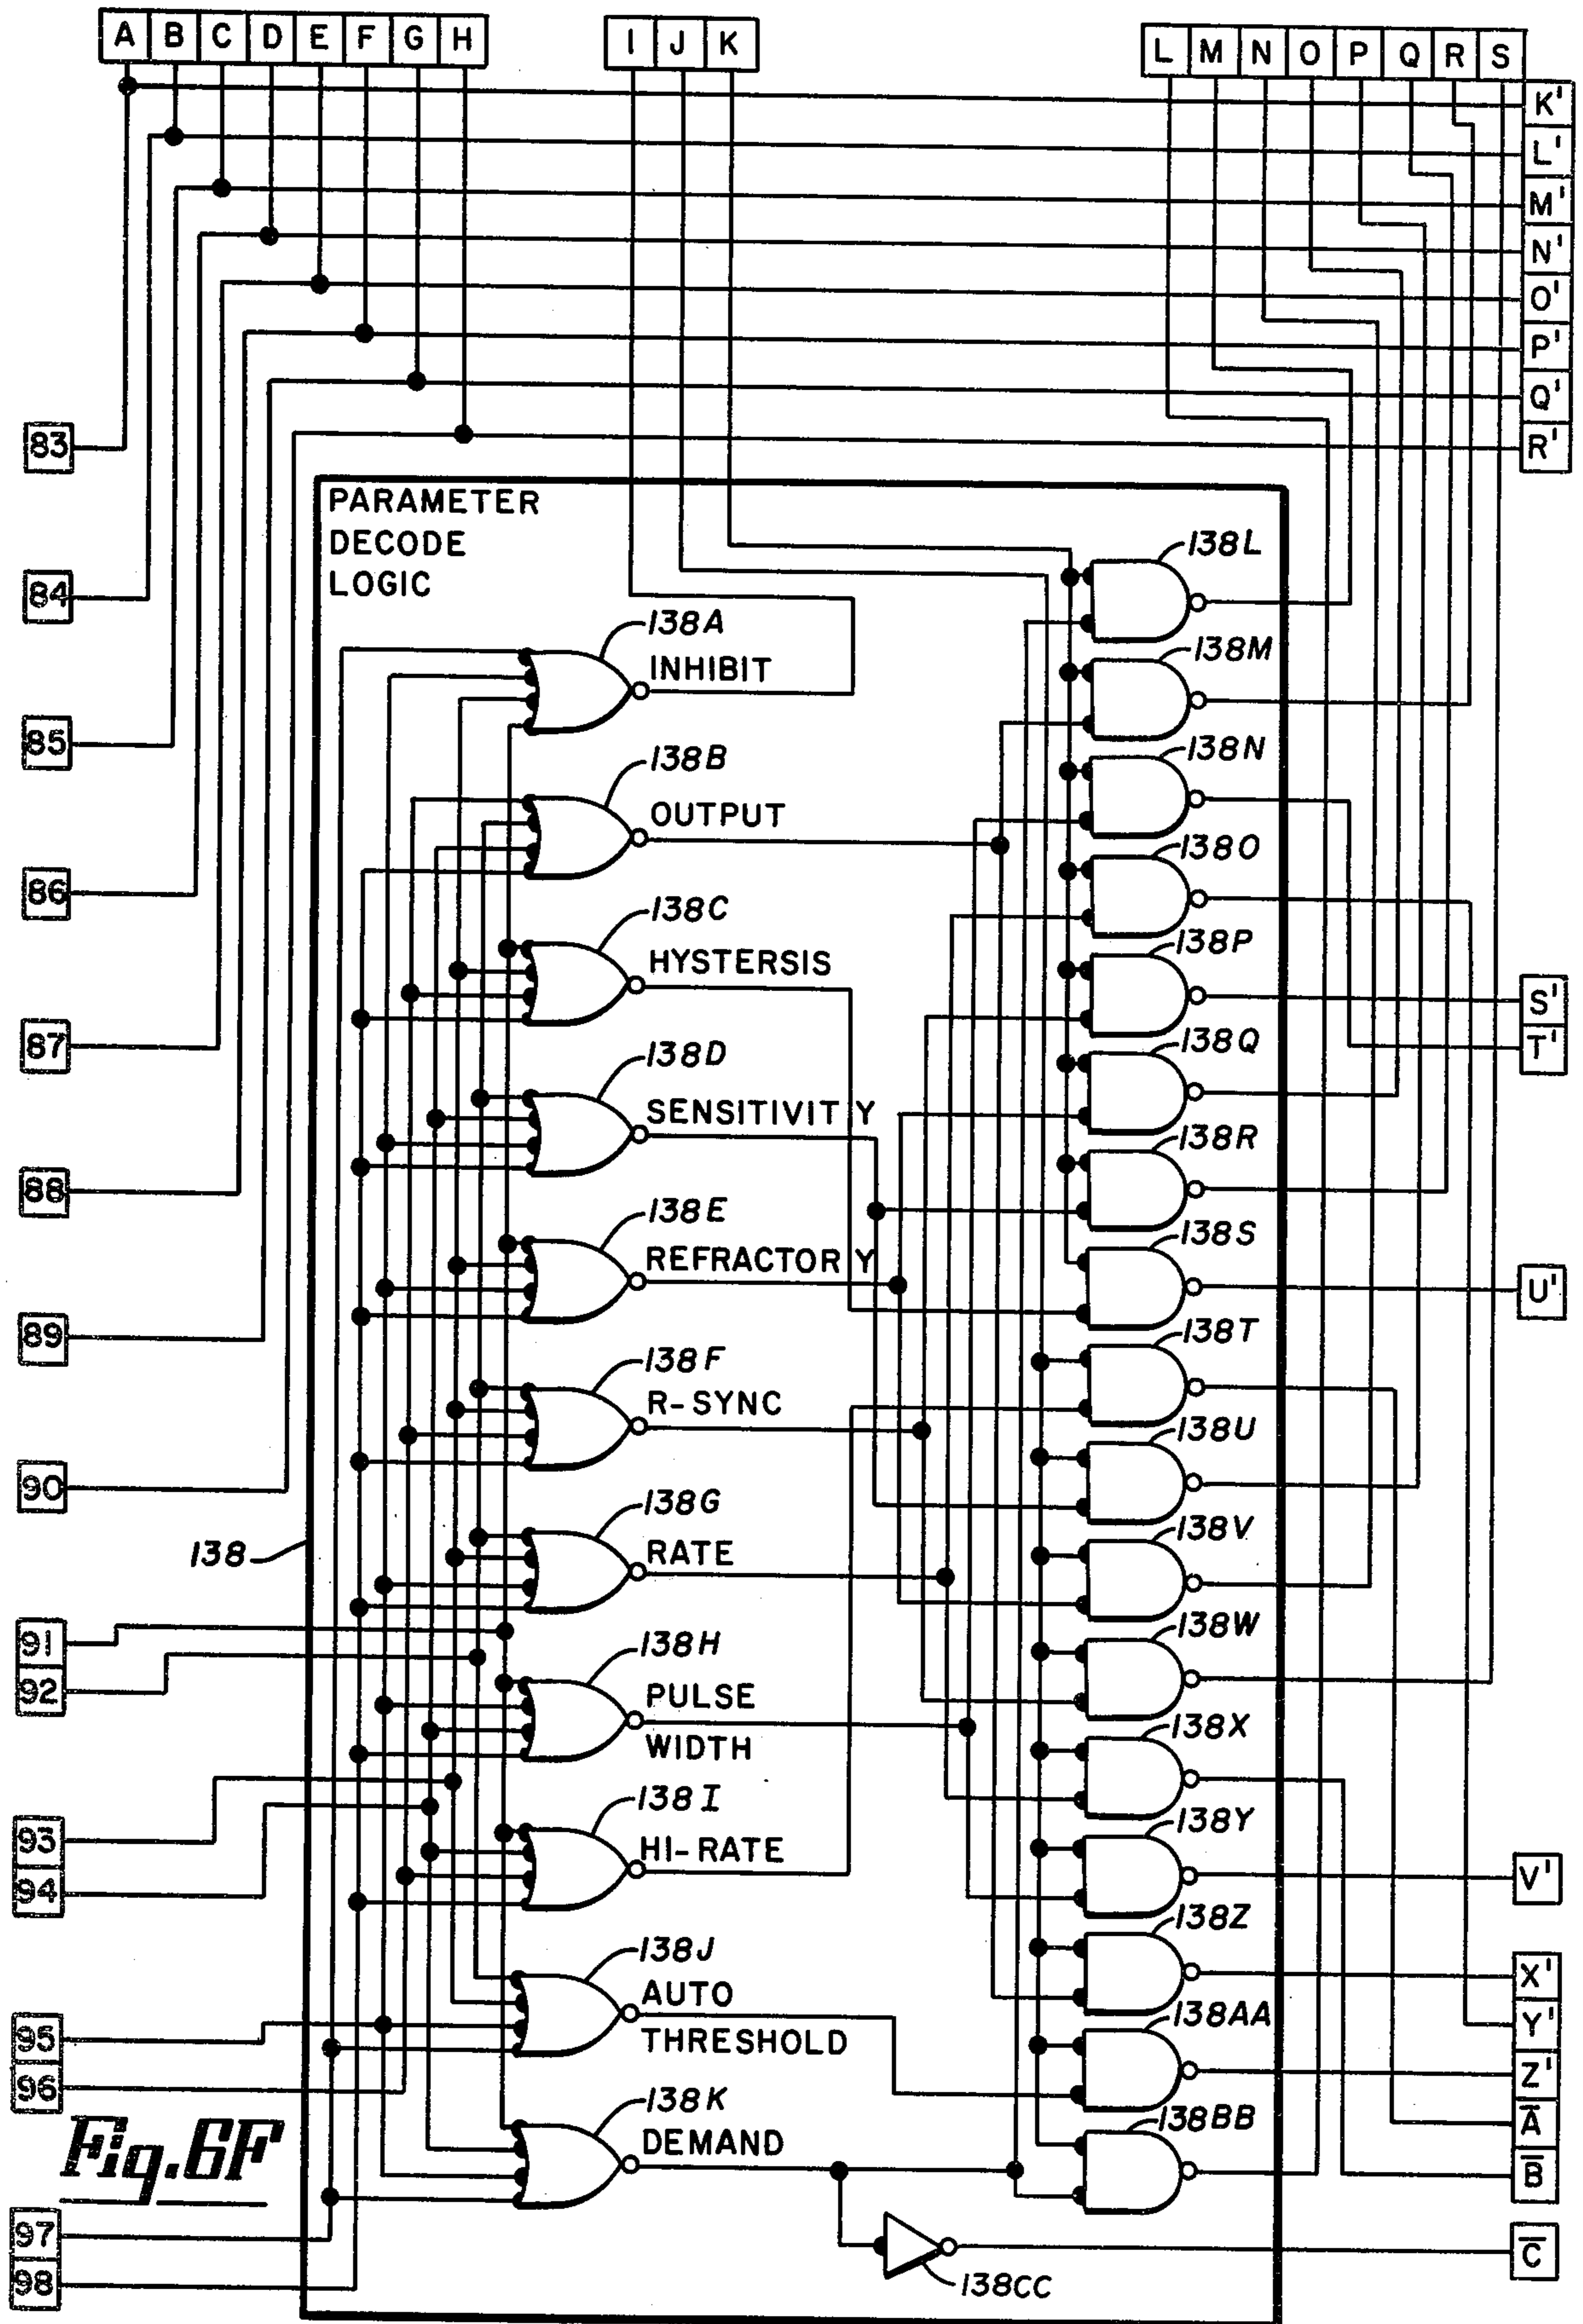 A B C D E F G H I J K L M N O P Q R S
K'
L'
M'
N'
O'
P'
Q'
R'
83
PARAMETER
DECODE
LOGIC
138L
84
138A
INHIBIT
138M
85
138B
OUTPUT
138N
86
138O
138C
HYSTERSIS
138P
S'
T'
87
138D
SENSITIVITY
138Q
138R
88
138E
REFRACTORY
138S
U'
89
138F
R-SYNC
138T
138U
90
138G
RATE
138
138V
91
92
138H
PULSE
WIDTH
138W
138X
93
94
138I
HI-RATE
138Y
V'
138Z
138J
AUTO
THRESHOLD
X'
95
96
138AA
Y'
Z'
138K
DEMAND
138BB
A̅
B̅
Fig.6F
97
98
C̅
138CC